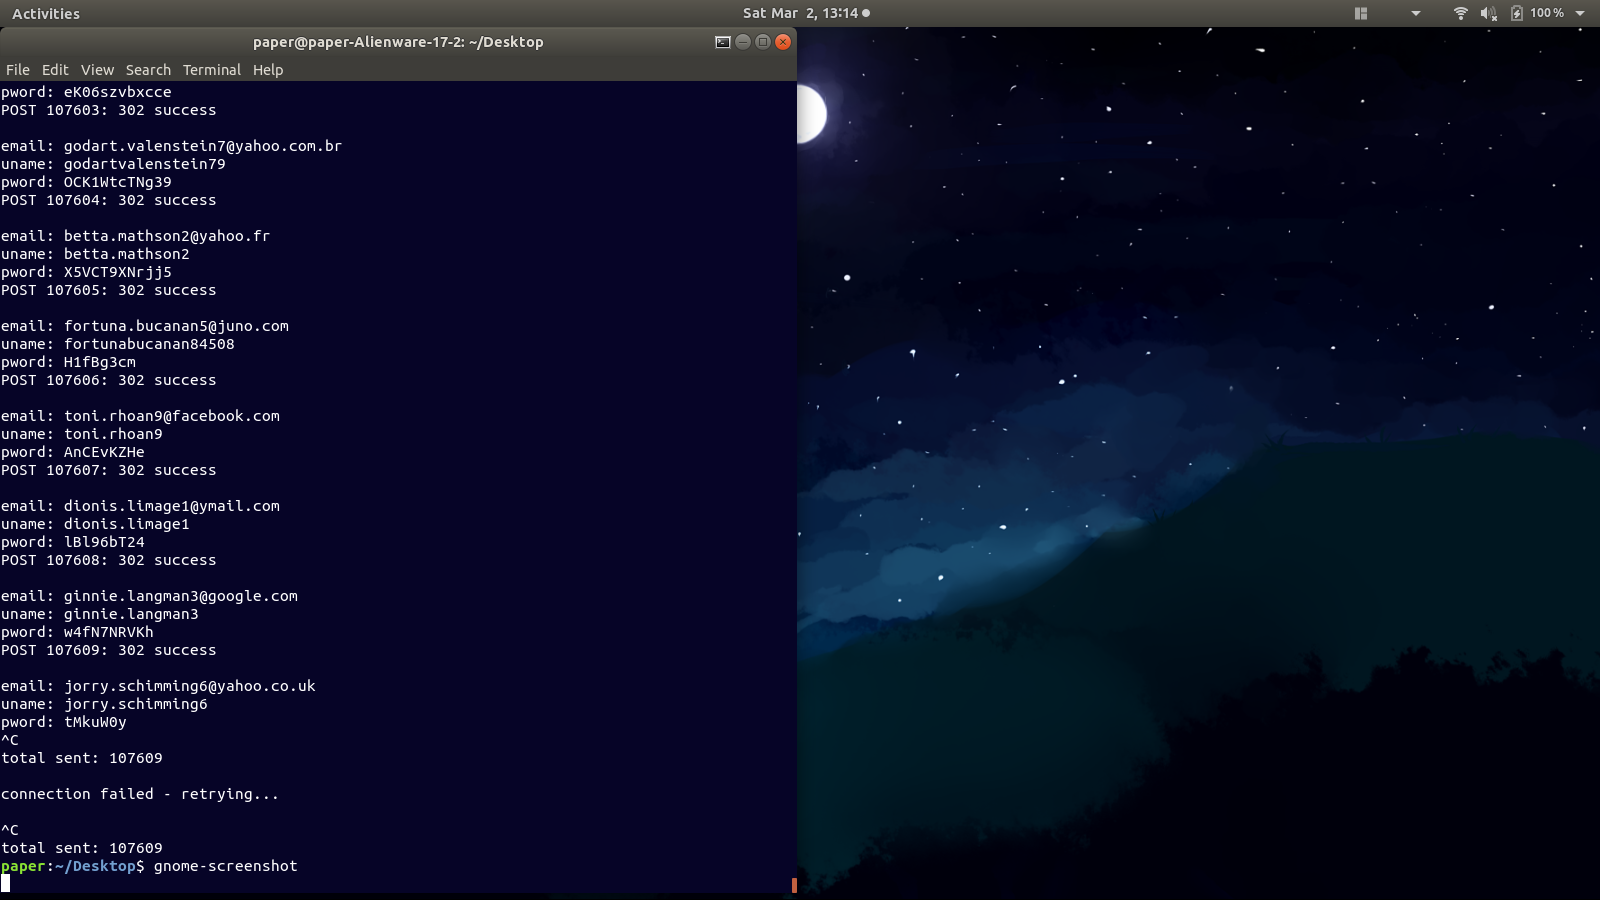 Activities
Sat Mar  2, 13:14
100 %
paper@paper-Alienware-17-2: ~/Desktop
File Edit View Search Terminal Help
pword: eK06szvbxcce
POST 107603: 302 success
email: godart.valenstein7@yahoo.com.br
uname: godartvalenstein79
pword: OCK1WtcTNg39
POST 107604: 302 success
email: betta.mathson2@yahoo.fr
uname: betta.mathson2
pword: X5VCT9XNrjj5
POST 107605: 302 success
email: fortuna.bucanan5@juno.com
uname: fortunabucanan84508
pword: H1fBg3cm
POST 107606: 302 success
email: toni.rhoan9@facebook.com
uname: toni.rhoan9
pword: AnCEvKZHe
POST 107607: 302 success
email: dionis.limage1@ymail.com
uname: dionis.limage1
pword: lBl96bT24
POST 107608: 302 success
email: ginnie.langman3@google.com
uname: ginnie.langman3
pword: w4fN7NRVKh
POST 107609: 302 success
email: jorry.schimming6@yahoo.co.uk
uname: jorry.schimming6
pword: tMkuW0y
^C
total sent: 107609
connection failed - retrying...
^C
total sent: 107609
paper:~/Desktop$ gnome-screenshot